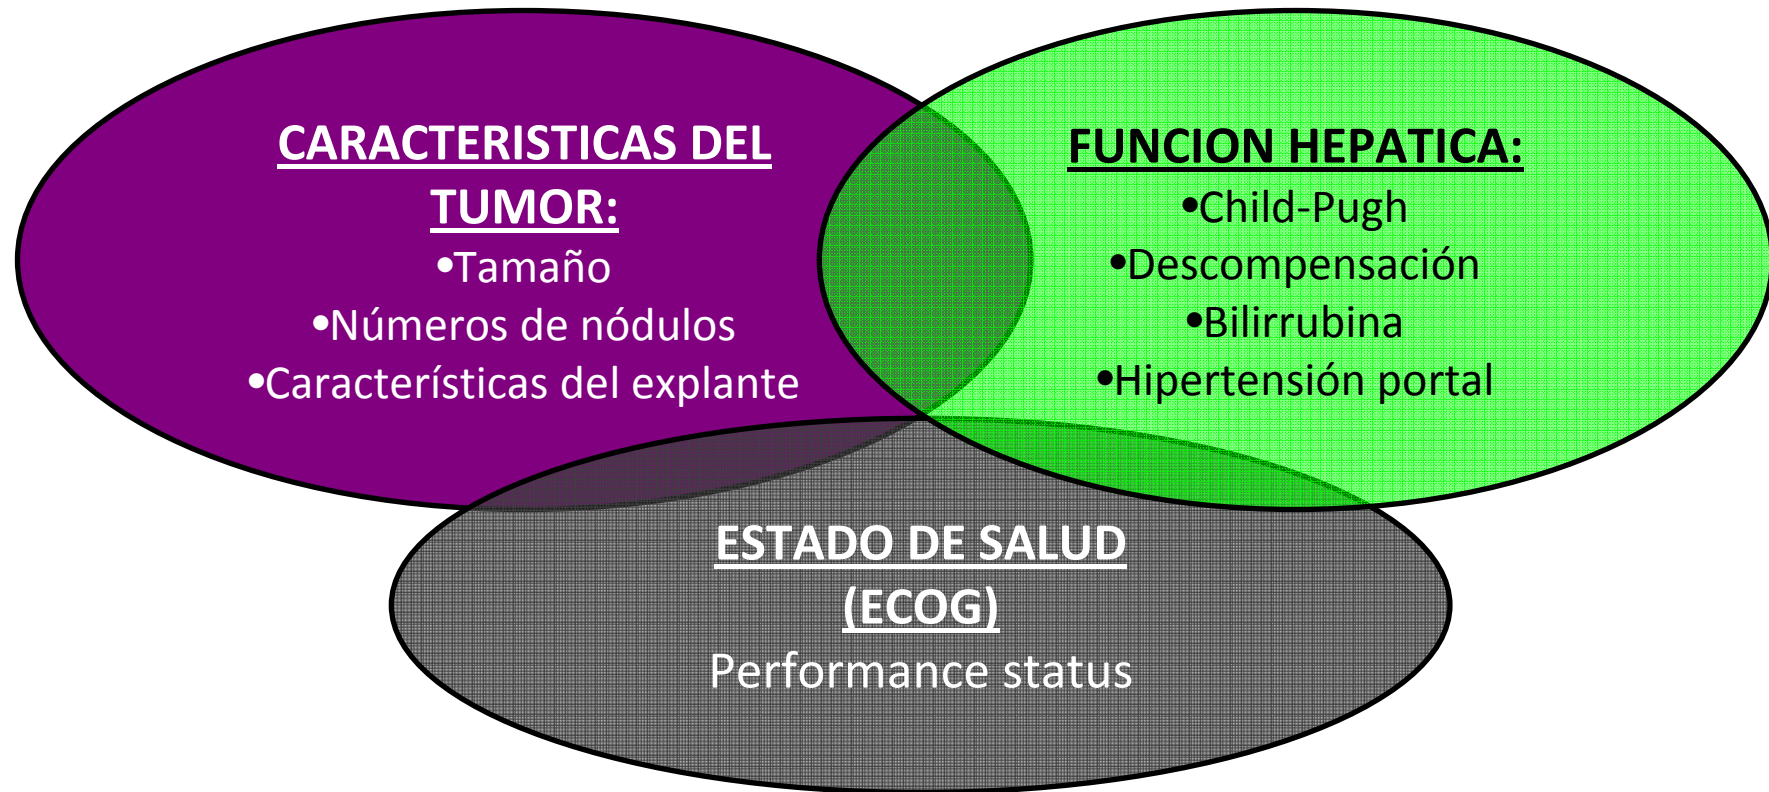 CARACTERISTICAS DEL
TUMOR:
•Tamaño
•Números de nódulos
•Características del explante
FUNCION HEPATICA:
•Child-Pugh
•Descompensación
•Bilirrubina
•Hipertensión portal
ESTADO DE SALUD
(ECOG)
Performance status